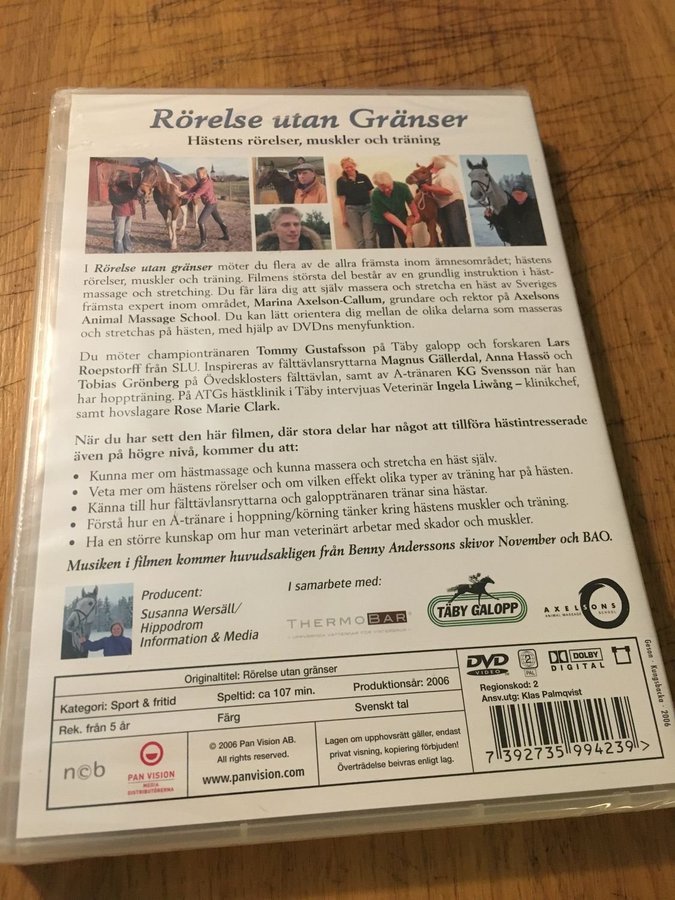 Rörelse utan Gränser
Hästens rörelser, muskler och träning
I Rörelse utan gränser möter du flera av de allra främsta inom ämnesområdet; hästens
rörelser, muskler och träning. Filmens största del består av en grundlig instruktion i häst-
massage och stretching. Du får lära dig att själv massera och stretcha en häst av Sveriges
främsta expert inom området, Marina Axelson-Callum, grundare och rektor på Axelsons
Animal Massage School. Du kan lätt orientera dig mellan de olika delarna som masseras
och stretchas på hästen, med hjälp av DVDns menyfunktion.
Du möter championtränaren Tommy Gustafsson på Täby galopp och forskaren Lars
Roepstorff från SLU. Inspireras av fälttävlansryttarna Magnus Gällerdal, Anna Hassö och
Tobias Grönberg på Övedsklosters fälttävlan, samt av A-tränaren KG Svensson när han
har hoppträning. På ATGs hästklinik i Täby intervjuas Veterinär Ingela Liwång – klinikchef,
samt hovslagare Rose Marie Clark.
När du har sett den här filmen, där stora delar har något att tillföra hästintresserade
även på högre nivå, kommer du att:
• Kunna mer om hästmassage och kunna massera och stretcha en häst själv.
• Veta mer om hästens rörelser och om vilken effekt olika typer av träning har på hästen.
• Känna till hur fälttävlansryttarna och galopptränaren tränar sina hästar.
• Förstå hur en A-tränare i hoppning/körning tänker kring hästens muskler och träning.
• Ha en större kunskap om hur man veterinärt arbetar med skador och muskler.
Musiken i filmen kommer huvudsakligen från Benny Anderssons skivor November och BAO.
Producent:
Susanna Wersäll/
Hippodrom
Information & Media
I samarbete med:
THERMOBAR
TÄBY GALOPP
AXELSONS
ANIMAL MASSAGE SCHOOL
Originaltitel: Rörelse utan gränser
Kategori: Sport & fritid
Speltid: ca 107 min.
Produktionsår: 2006
Rek. från 5 år
Färg
Svenskt tal
ncb
PAN VISION
MEDIA
DISTRIBUTÖRERNA
© 2006 Pan Vision AB.
All rights reserved.
www.panvision.com
Lagen om upphovsrätt gäller, endast
privat visning, kopiering förbjuden!
Överträdelse beivras enligt lag.
DVD
VIDEO
2
PAL
DOLBY
DIGITAL
Regionskod: 2
Ansv.utg: Klas Palmqvist
7 392735 994239 >
Geson · Kungsbacka · 2006